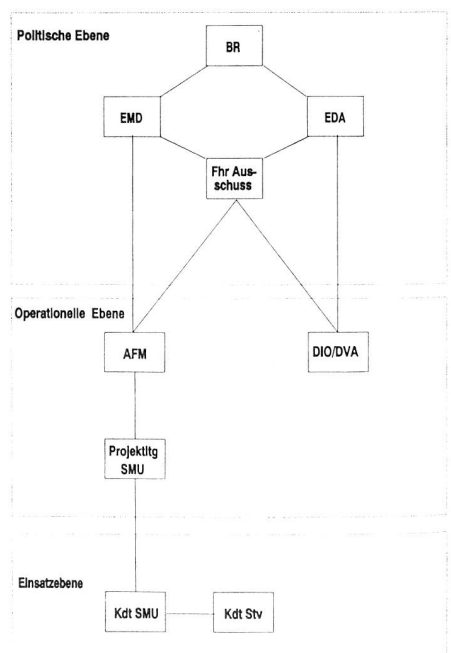 Politische Ebene
BR
EMD
EDA
Fhr Aus-
schuss
Operationelle Ebene
AFM
DIO/DVA
Projektltg
SMU
Einsatzebene
Kdt SMU
Kdt Stv